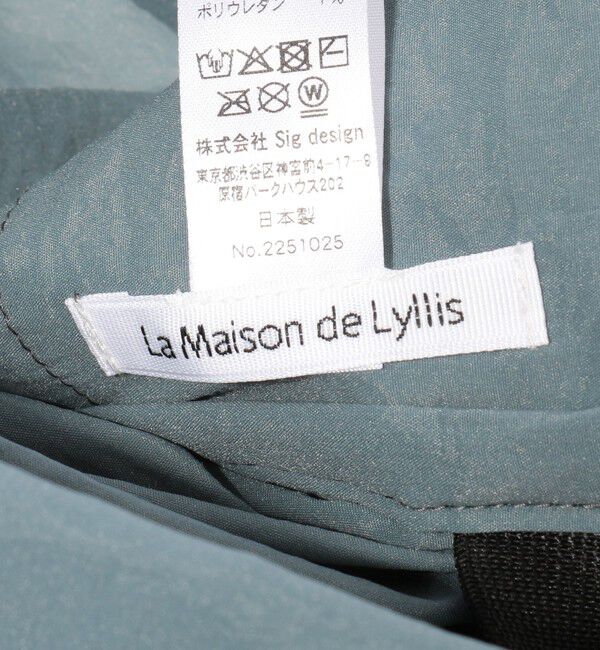 ポリウレタン 1%
W
株式会社 Sig design
東京都渋谷区神宮前4-17-8
原宿パークハウス202
日本製
No.2251025
La Maison de Lyllis